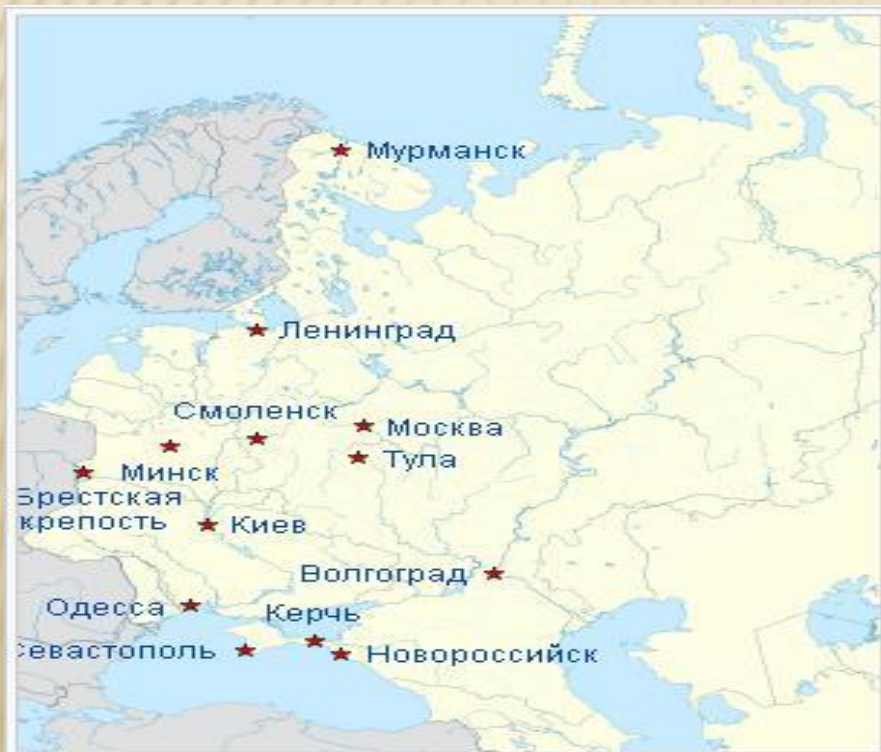 Мурманск
Ленинград
Смоленск
Москва
Тула
Минск
Брестская
крепость
Киев
Волгоград
Одесса
Керчь
Севастополь
Новороссийск